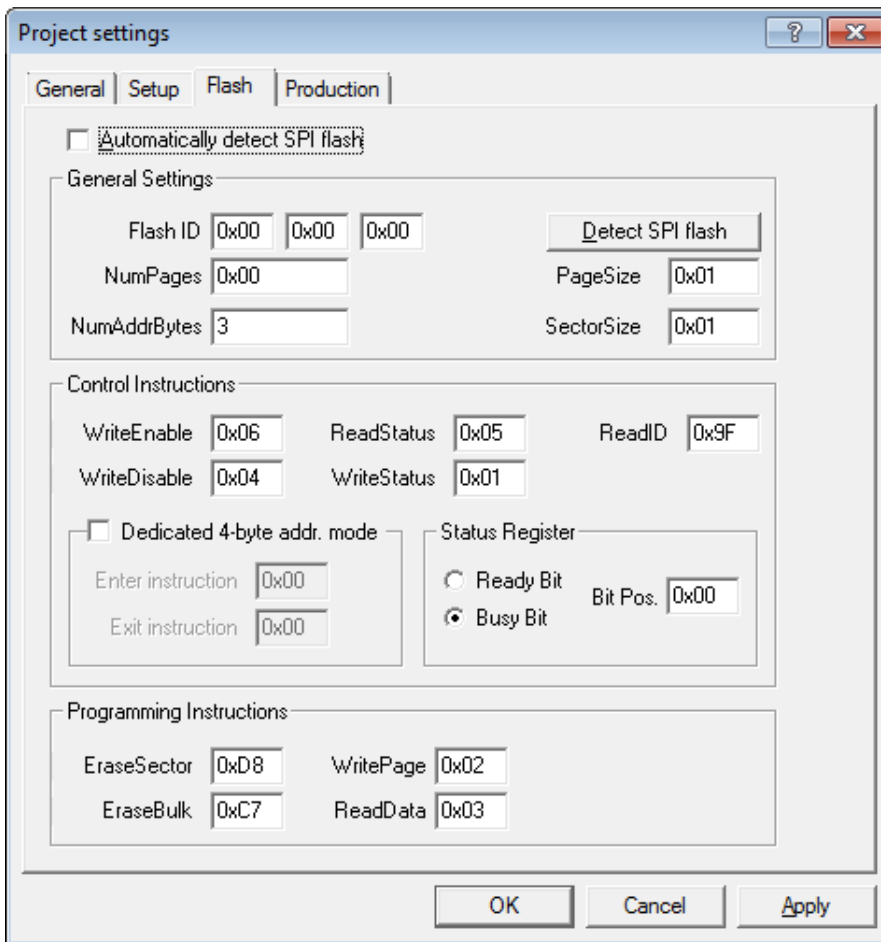 Project settings
General Setup Flash Production
Automatically detect SPI flash
General Settings
Flash ID 0x00 0x00 0x00 Detect SPI flash
NumPages 0x00 PageSize 0x01
NumAddrBytes 3 SectorSize 0x01
Control Instructions
WriteEnable 0x06 ReadStatus 0x05 ReadID 0x9F
WriteDisable 0x04 WriteStatus 0x01
Dedicated 4-byte addr. mode
Enter instruction 0x00
Exit instruction 0x00
Status Register
Ready Bit
Busy Bit
Bit Pos. 0x00
Programming Instructions
EraseSector 0xD8 WritePage 0x02
EraseBulk 0xC7 ReadData 0x03
OK Cancel Apply